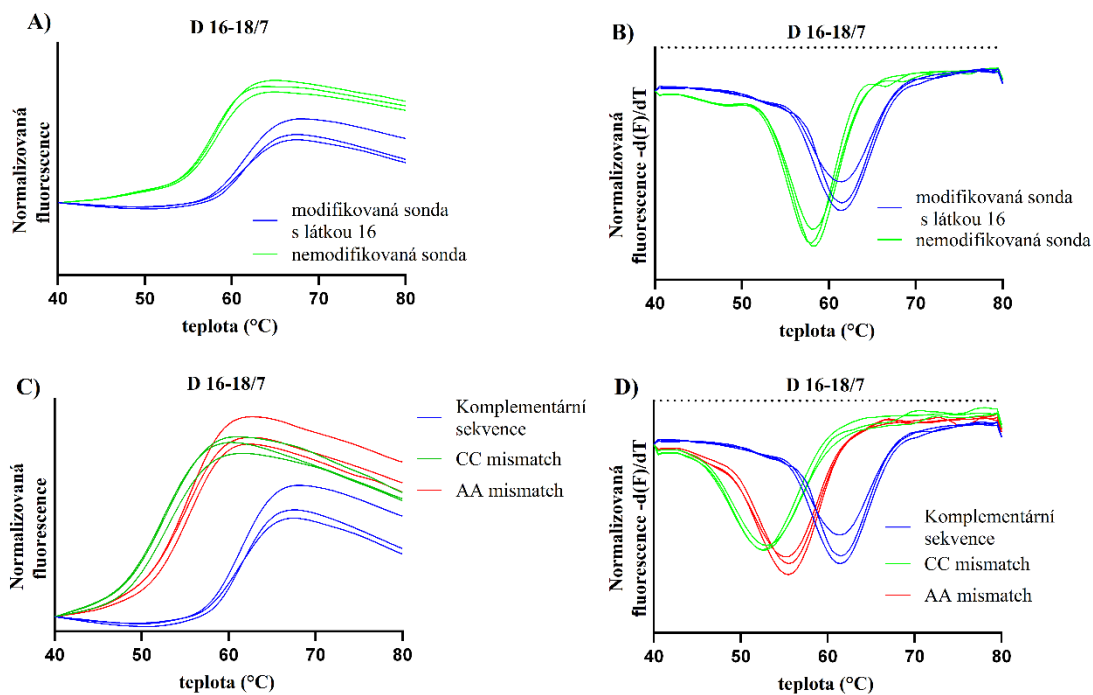 A)
D 16-18/7
Normalizovaná
fluorescence
modifikovaná sonda
s látkou 16
nemodifikovaná sonda
40 50 60 70 80
teplota (°C)
B)
D 16-18/7
Normalizovaná
fluorescence -d(F)/dT
modifikovaná sonda
s látkou 16
nemodifikovaná sonda
40 50 60 70 80
teplota (°C)
C)
D 16-18/7
Normalizovaná
fluorescence
Komplementární
sekvence
CC mismatch
AA mismatch
40 50 60 70 80
teplota (°C)
D)
D 16-18/7
Normalizovaná
fluorescence -d(F)/dT
Komplementární
sekvence
CC mismatch
AA mismatch
40 50 60 70 80
teplota (°C)